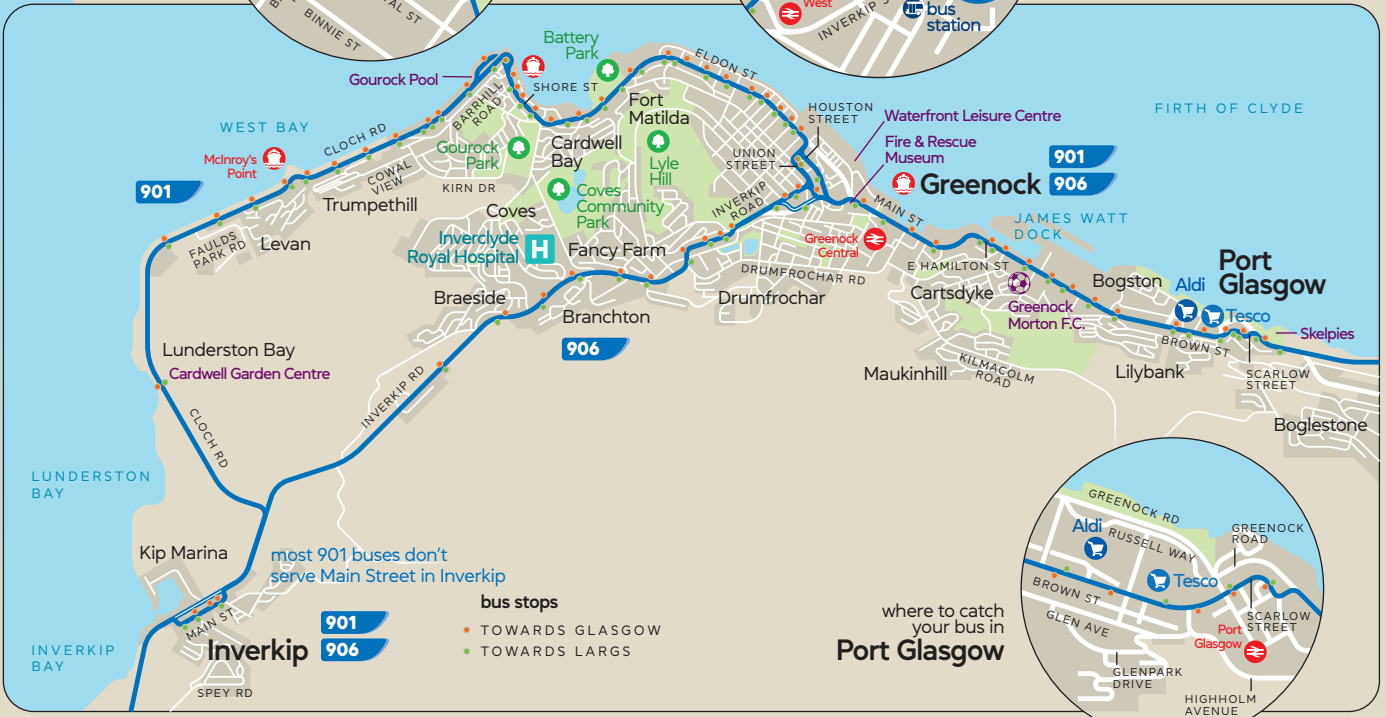 BINNIE ST
West
INVERKIP S
bus
station
Battery
Park
Gourock Pool
BARRHILL
ROAD
SHORE ST
ELDON ST
Fort
Matilda
HOUSTON
STREET
Waterfront Leisure Centre
Fire & Rescue
Museum
FIRTH OF CLYDE
WEST BAY
CLOCH RD
McInroy's
Point
COWAL
VIEW
KIRN DR
Gourock
Park
Cardwell
Bay
Lyle
Hill
UNION
STREET
901
Greenock
906
901
Trumpethill
Coves
Coves
Community
Park
INVERKIP
ROAD
MAIN ST
JAMES WATT
DOCK
FAULDS
PARK RD
Levan
Inverclyde
Royal Hospital
H
Fancy Farm
Greenock
Central
E HAMILTON ST
Port
Glasgow
DRUMFROCHAR RD
Drumfrochar
Cartsdyke
Bogston
Aldi
Tesco
Braeside
Branchton
906
Greenock
Morton F.C.
Skelpies
BROWN ST
Lunderston Bay
Cardwell Garden Centre
INVERKIP RD
Maukinhill
KILMACOLM
ROAD
Lilybank
SCARLOW
STREET
Boglestone
CLOCH RD
LUNDERSTON
BAY
Kip Marina
most 901 buses don't
serve Main Street in Inverkip
MAIN ST
901
Inverkip
906
INVERKIP
BAY
SPEY RD
bus stops
TOWARDS GLASGOW
TOWARDS LARGS
where to catch
your bus in
Port Glasgow
GREENOCK RD
Aldi
RUSSELL WAY
GREENOCK
ROAD
Tesco
BROWN ST
GLEN AVE
SCARLOW
STREET
Port
Glasgow
GLENPARK
DRIVE
HIGHHOLM
AVENUE